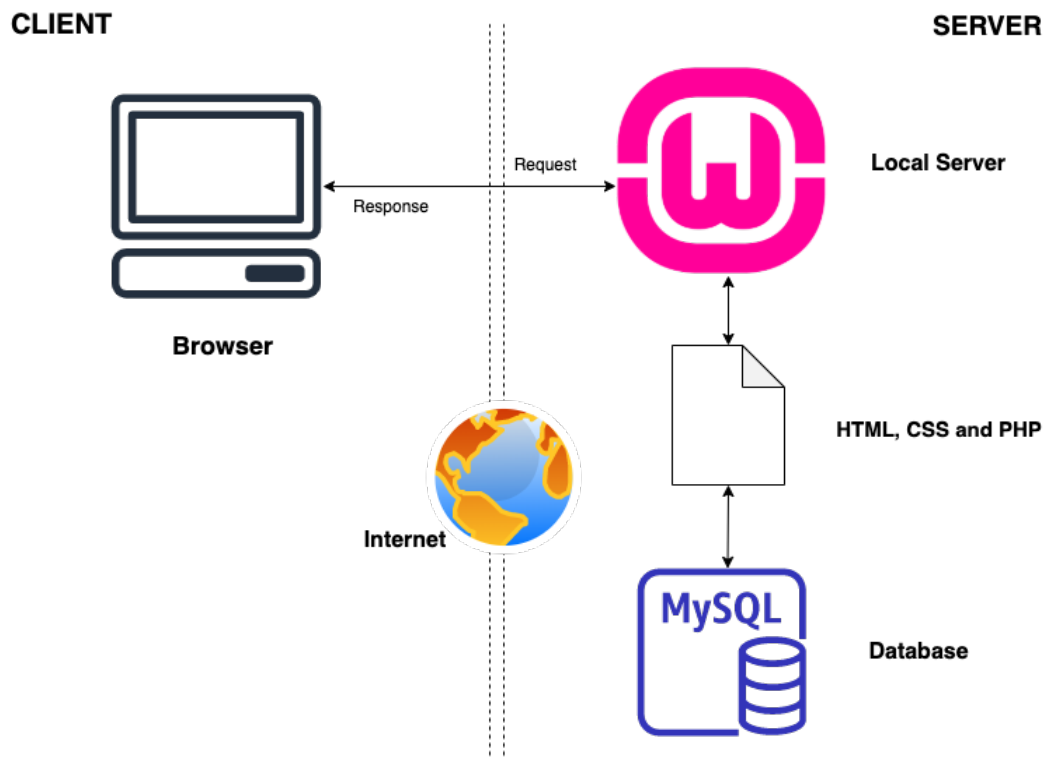 CLIENT
SERVER
Request
Local Server
Response
Browser
HTML, CSS and PHP
Internet
MySQL
Database